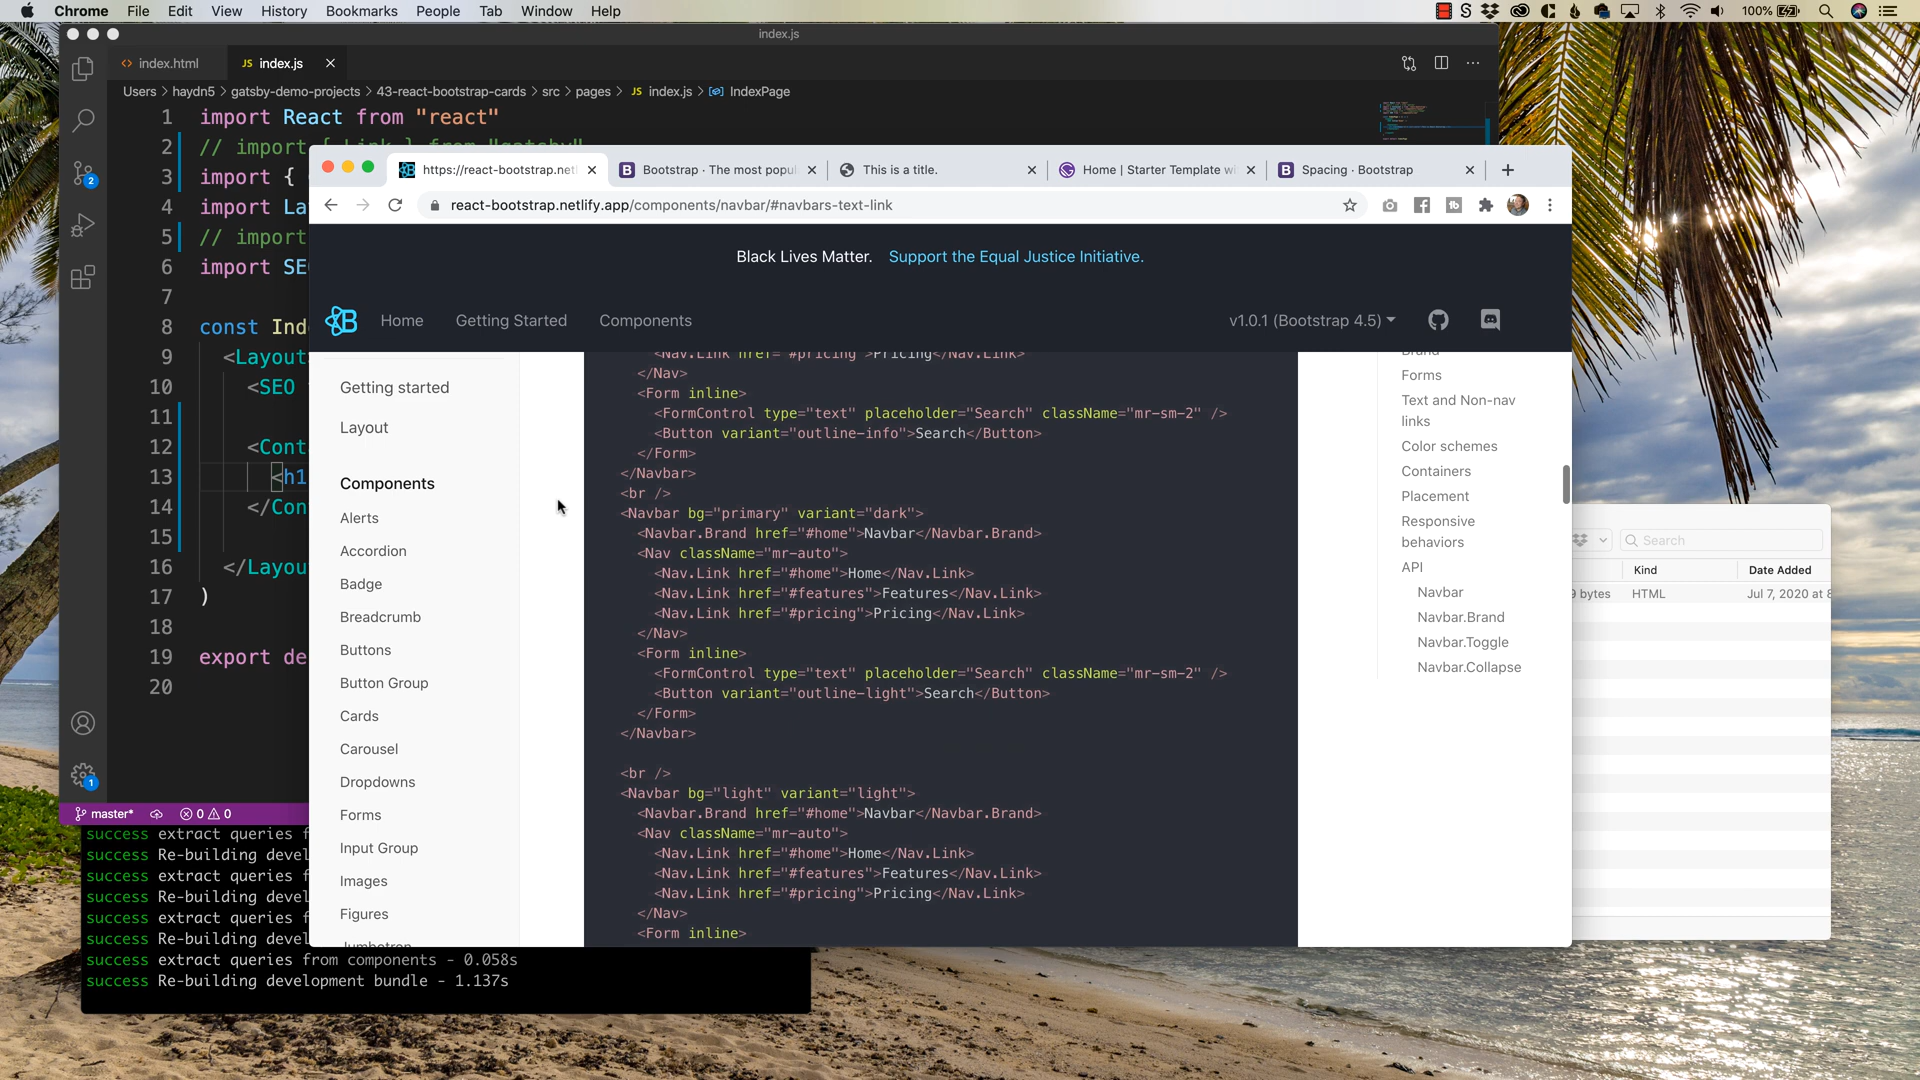 Chrome File Edit View History Bookmarks People Tab Window Help
100%
index.js
index.html
JS index.js
Users > haydn5 > gatsby-demo-projects > 43-react-bootstrap-cards > src > pages > JS index.js > IndexPage
1 import React from "react"
2 // import { Link } from "gatsby"
3 import {
4 import La
5 // import
6 import SE
7
8 const Ind
9 <Layout
10 <SEO
11
12 <Cont
13 <h1
14 </Con
15
16 </Layou
17 )
18
19 export de
20
2
1
master* 0 0
success extract queries f
success Re-building devel
success extract queries f
success Re-building devel
success extract queries f
success Re-building devel
success extract queries from components - 0.058s
success Re-building development bundle - 1.137s
https://react-bootstrap.net
Bootstrap · The most popul
This is a title.
Home | Starter Template wi
Spacing · Bootstrap
react-bootstrap.netlify.app/components/navbar/#navbars-text-link
Black Lives Matter. Support the Equal Justice Initiative.
Home Getting Started Components
v1.0.1 (Bootstrap 4.5)
Getting started
Layout
Components
Alerts
Accordion
Badge
Breadcrumb
Buttons
Button Group
Cards
Carousel
Dropdowns
Forms
Input Group
Images
Figures
Jumbotron
<Nav.Link href="#pricing">Pricing</Nav.Link>
</Nav>
<Form inline>
<FormControl type="text" placeholder="Search" className="mr-sm-2" />
<Button variant="outline-info">Search</Button>
</Form>
</Navbar>
<br />
<Navbar bg="primary" variant="dark">
<Navbar.Brand href="#home">Navbar</Navbar.Brand>
<Nav className="mr-auto">
<Nav.Link href="#home">Home</Nav.Link>
<Nav.Link href="#features">Features</Nav.Link>
<Nav.Link href="#pricing">Pricing</Nav.Link>
</Nav>
<Form inline>
<FormControl type="text" placeholder="Search" className="mr-sm-2" />
<Button variant="outline-light">Search</Button>
</Form>
</Navbar>
<br />
<Navbar bg="light" variant="light">
<Navbar.Brand href="#home">Navbar</Navbar.Brand>
<Nav className="mr-auto">
<Nav.Link href="#home">Home</Nav.Link>
<Nav.Link href="#features">Features</Nav.Link>
<Nav.Link href="#pricing">Pricing</Nav.Link>
</Nav>
<Form inline>
Brand
Forms
Text and Non-nav
links
Color schemes
Containers
Placement
Responsive
behaviors
API
Navbar
Navbar.Brand
Navbar.Toggle
Navbar.Collapse
Search
Kind Date Added
9 bytes HTML Jul 7, 2020 at 8